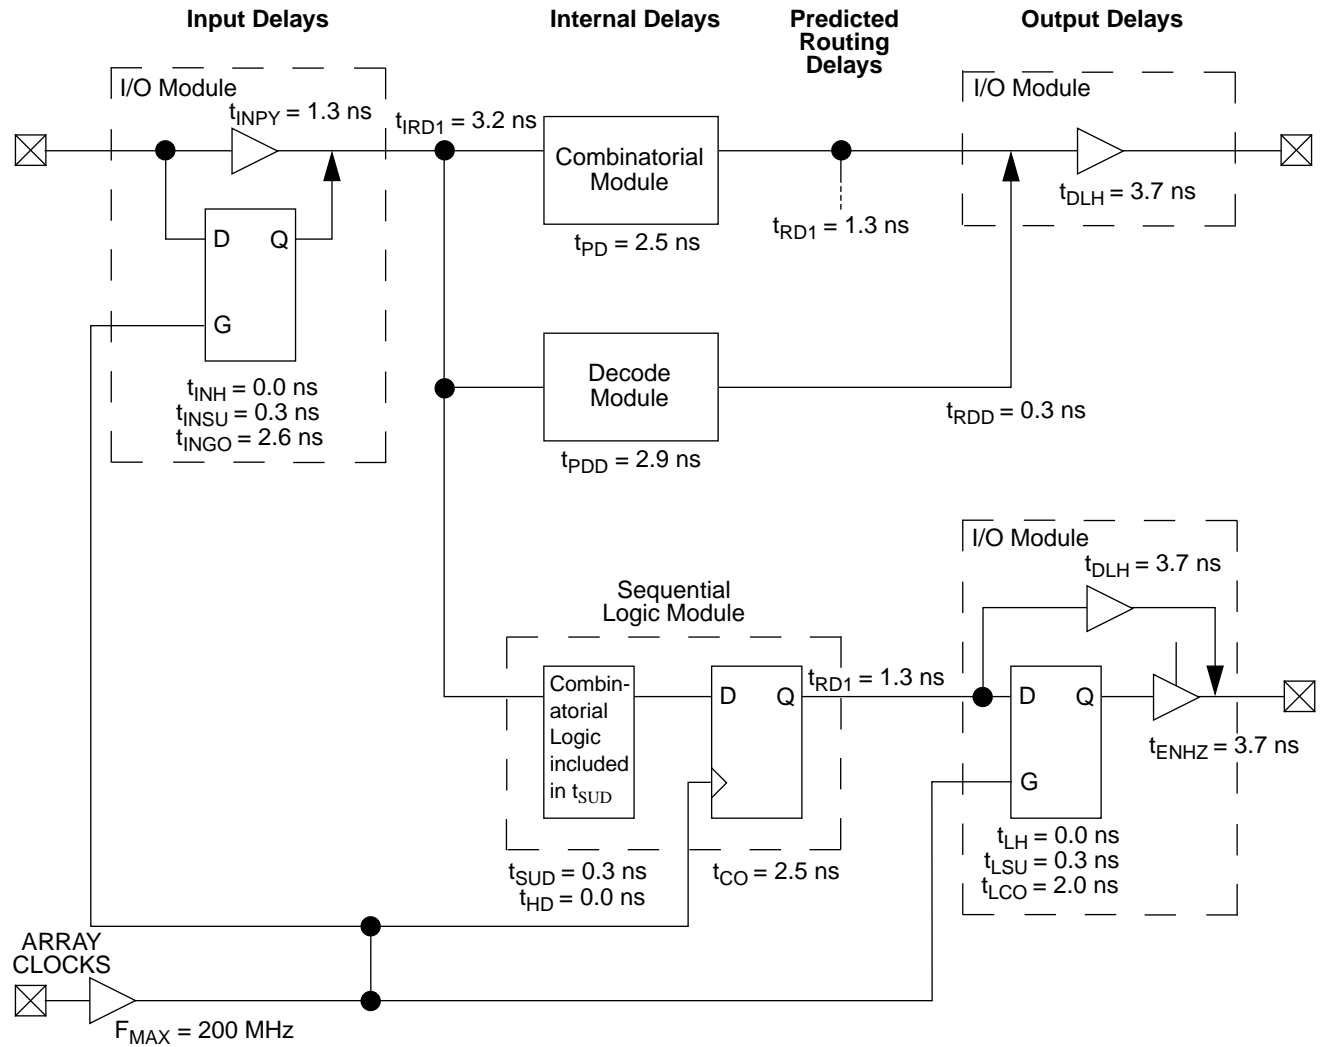 Input Delays
Internal Delays
Predicted
Routing
Delays
Output Delays
I/O Module
tINPY = 1.3 ns
tIRD1 = 3.2 ns
Combinatorial
Module
tPD = 2.5 ns
tRD1 = 1.3 ns
I/O Module
tDLH = 3.7 ns
D Q
G
tINH = 0.0 ns
tINSU = 0.3 ns
tINGO = 2.6 ns
Decode
Module
tPDD = 2.9 ns
tRDD = 0.3 ns
Sequential
Logic Module
Combin-
atorial
Logic
included
in tSUD
D Q
tSUD = 0.3 ns
tHD = 0.0 ns
tCO = 2.5 ns
tRD1 = 1.3 ns
I/O Module
tDLH = 3.7 ns
D Q
G
tENHZ = 3.7 ns
tLH = 0.0 ns
tLSU = 0.3 ns
tLCO = 2.0 ns
ARRAY
CLOCKS
FMAX = 200 MHz